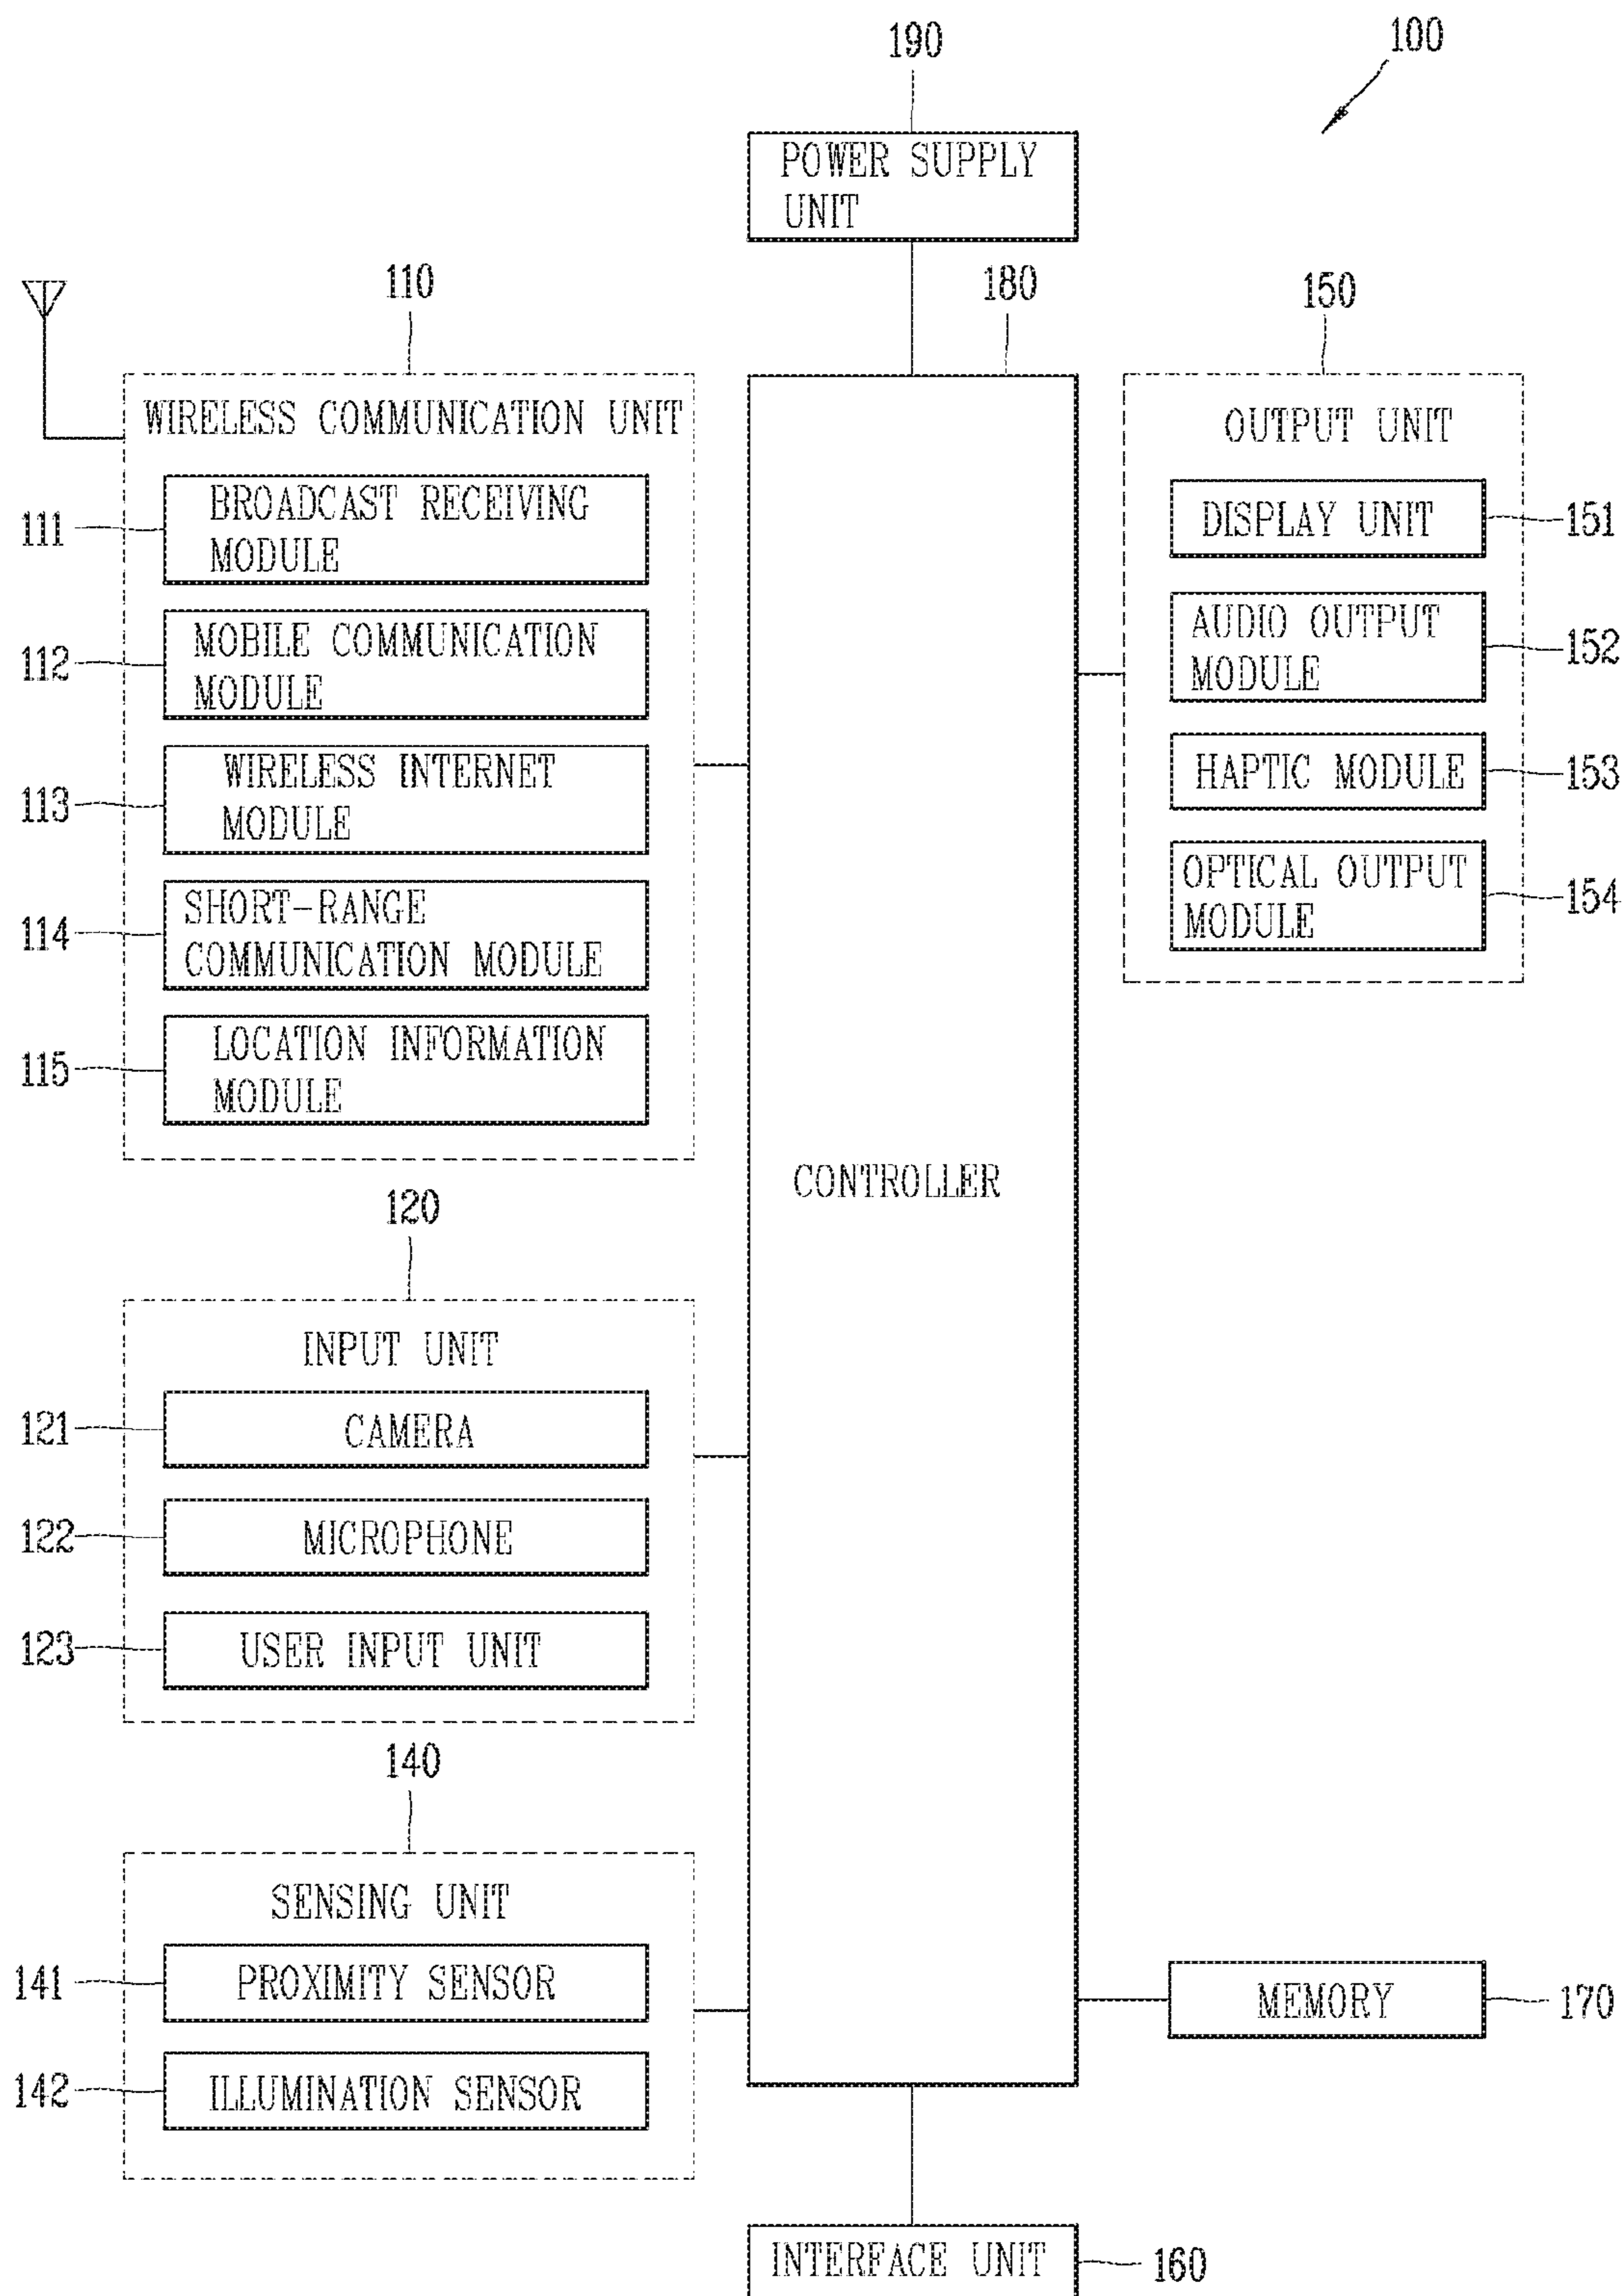 100
190
POWER SUPPLY
UNIT
110
180
150
WIRELESS COMMUNICATION UNIT
111
BROADCAST RECEIVING
MODULE
112
MOBILE COMMUNICATION
MODULE
113
WIRELESS INTERNET
MODULE
114
SHORT-RANGE
COMMUNICATION MODULE
115
LOCATION INFORMATION
MODULE
120
INPUT UNIT
121
CAMERA
122
MICROPHONE
123
USER INPUT UNIT
140
SENSING UNIT
141
PROXIMITY SENSOR
142
ILLUMINATION SENSOR
CONTROLLER
OUTPUT UNIT
DISPLAY UNIT
151
AUDIO OUTPUT
MODULE
152
HAPTIC MODULE
153
OPTICAL OUTPUT
MODULE
154
MEMORY
170
INTERFACE UNIT
160